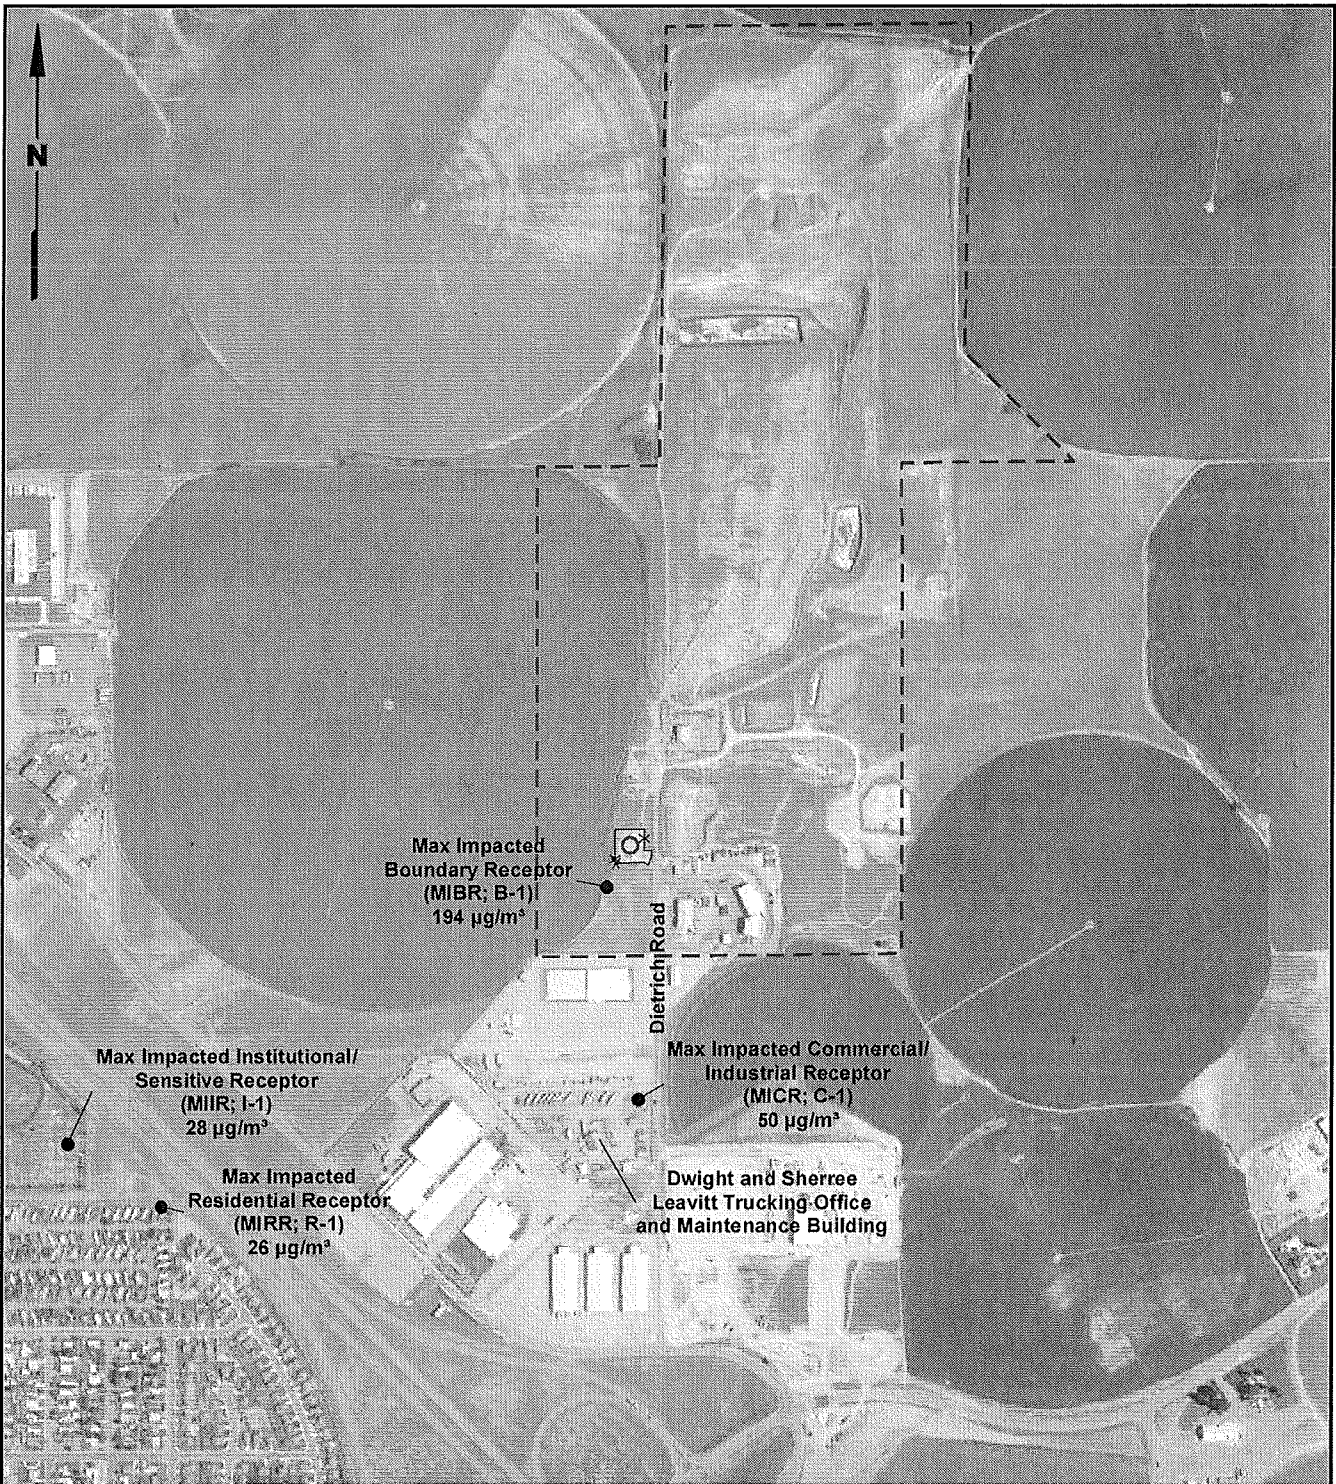 N
Max Impacted
Boundary Receptor
(MIBR; B-1)
194 µg/m³
Dietrich Road
Max Impacted Institutional/
Sensitive Receptor
(MIIR; I-1)
28 µg/m³
Max Impacted Commercial/
Industrial Receptor
(MICR; C-1)
50 µg/m³
Max Impacted
Residential Receptor
(MIRR; R-1)
26 µg/m³
Dwight and Sherree
Leavitt Trucking Office
and Maintenance Building